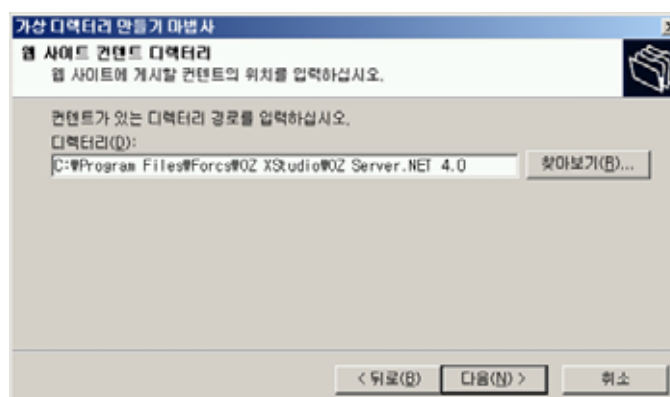 가상 디렉터리 만들기 마법사
웹 사이트 컨텐트 디렉터리
웹 사이트에 게시할 컨텐트의 위치를 입력하십시오.
컨텐트가 있는 디렉터리 경로를 입력하십시오.
디렉터리(D):
C:₩Program Files₩Forcs₩OZ XStudio₩OZ Server.NET 4.0
찾아보기(R)...
< 뒤로(B) 다음(N) > 취소